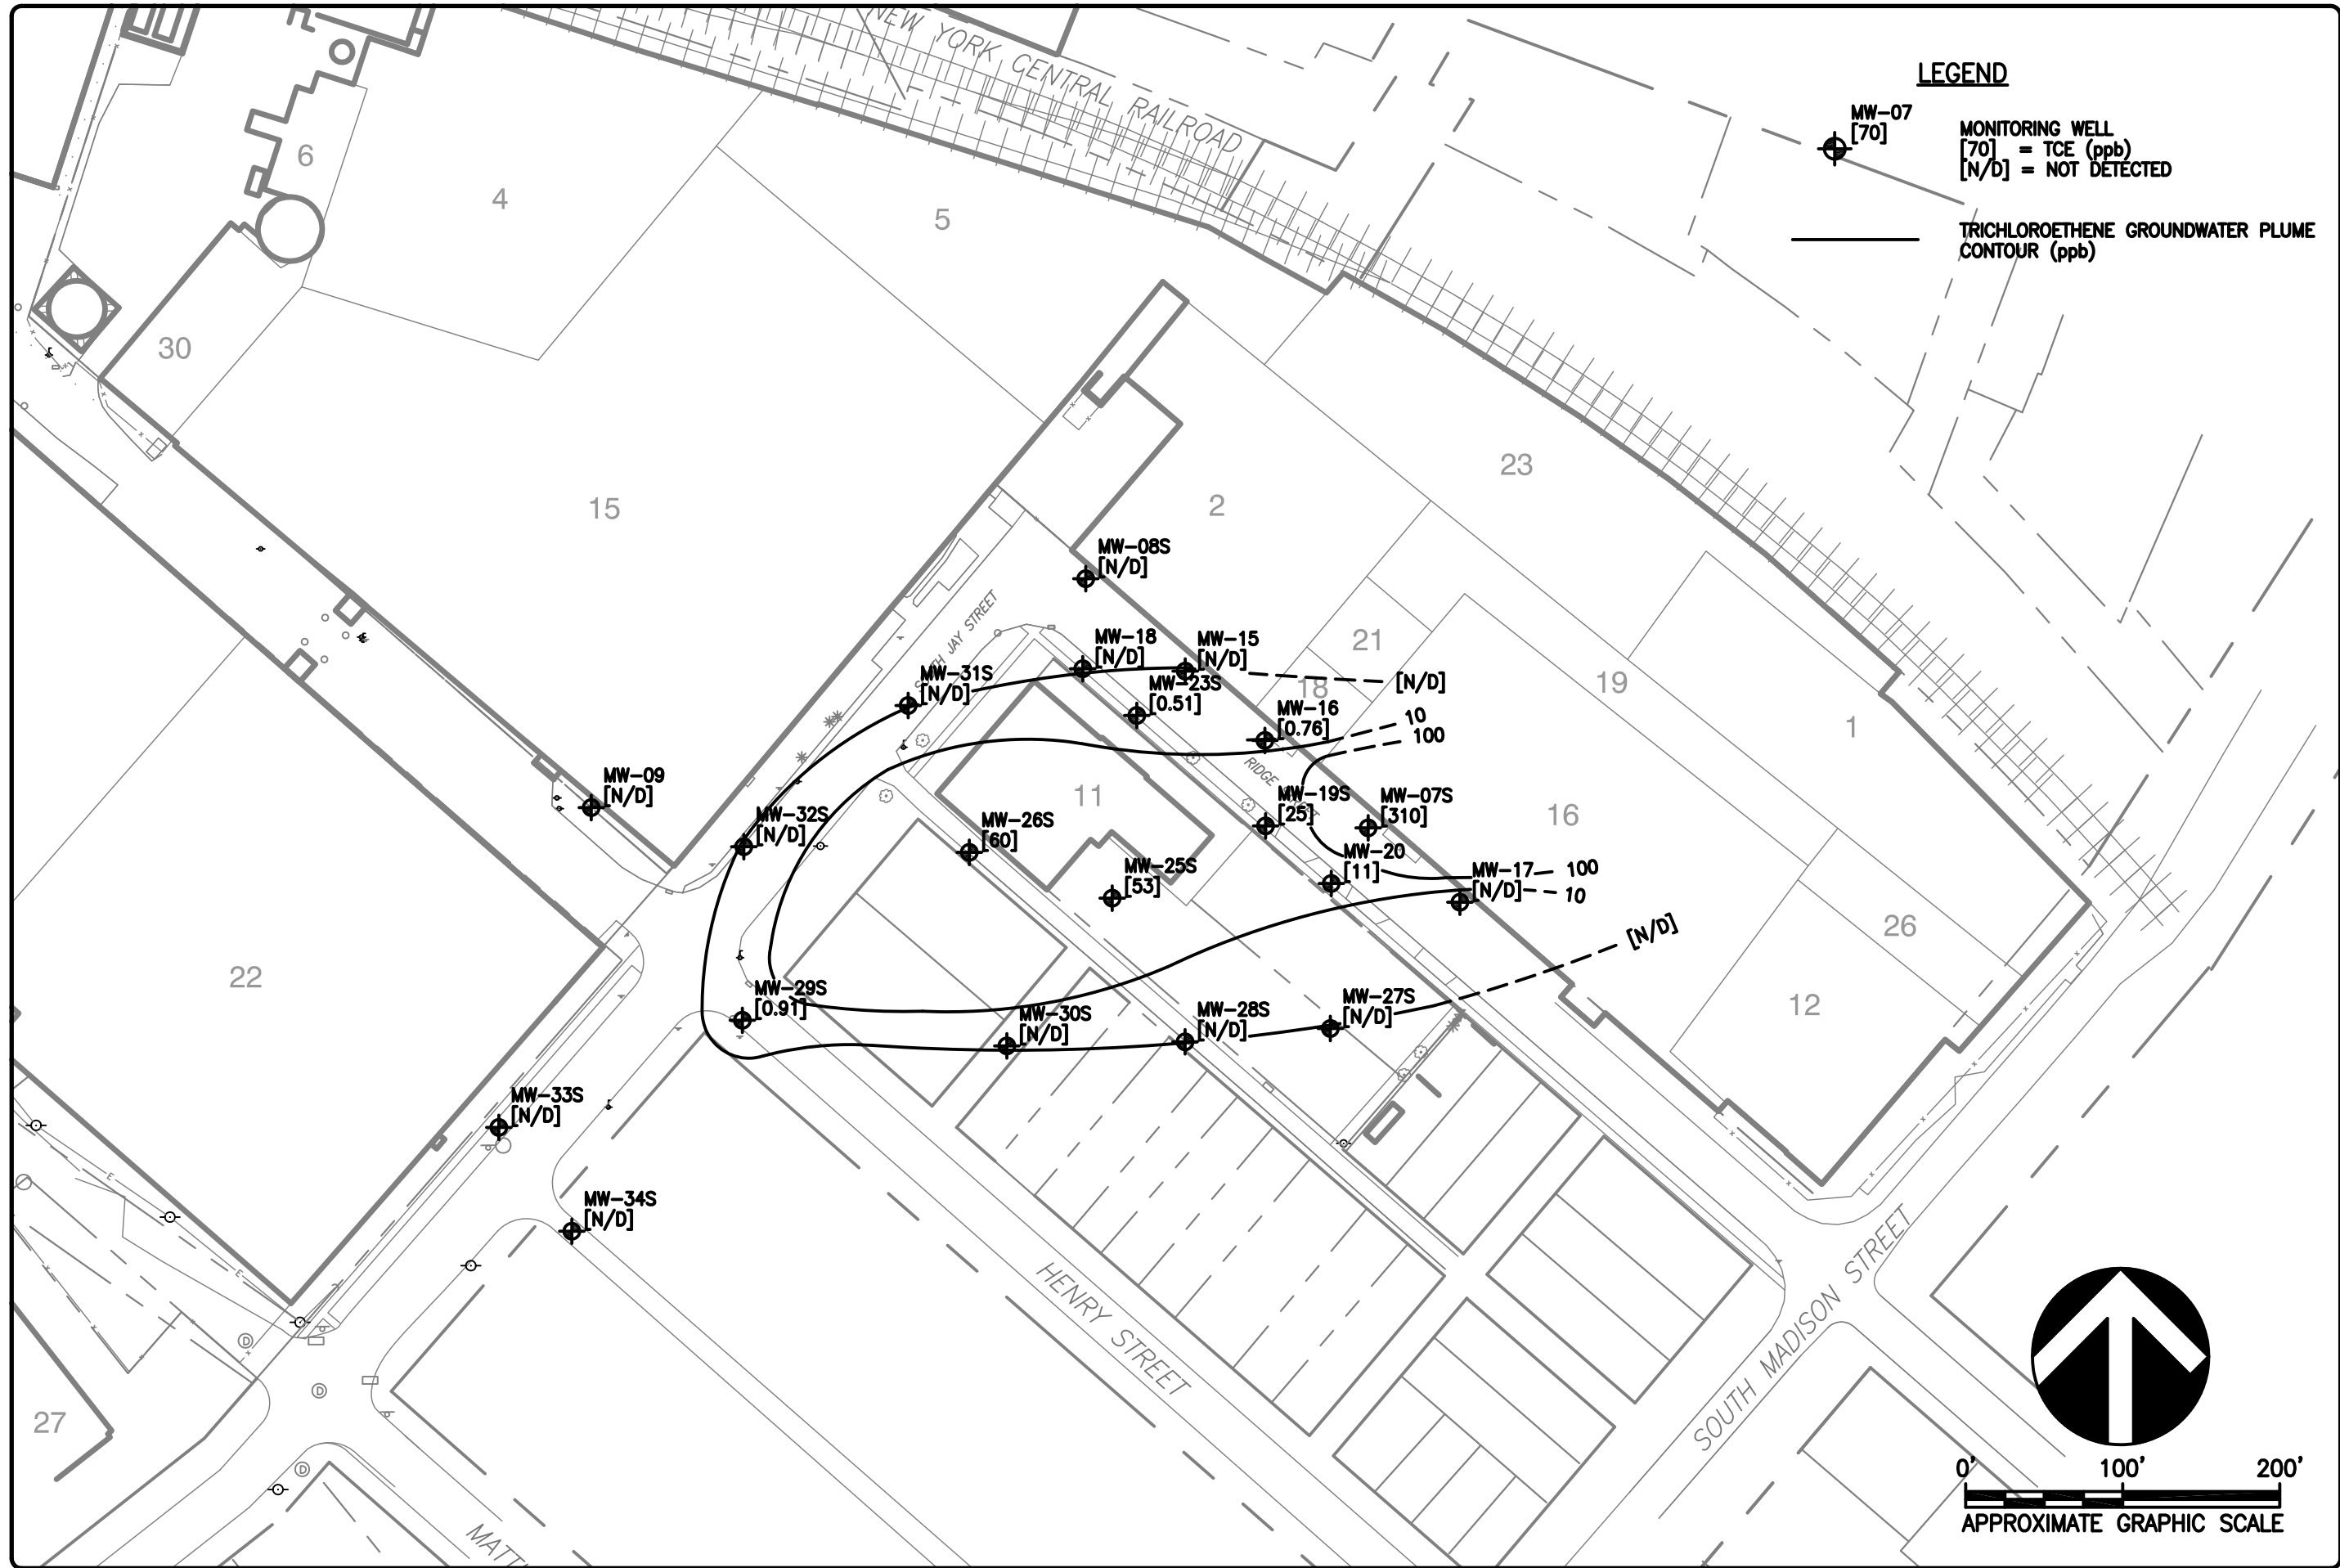 NEW YORK CENTRAL RAILROAD
LEGEND
MW-07
[70]
MONITORING WELL
[70] = TCE (ppb)
[N/D] = NOT DETECTED
TRICHLOROETHENE GROUNDWATER PLUME
CONTOUR (ppb)
6
4
5
30
15
23
2
MW-08S
[N/D]
JAY STREET
21
MW-18
[N/D]
MW-15
[N/D]
MW-31S
[N/D]
[N/D]
18
19
MW-23S
[0.51]
MW-16
[0.76]
10
100
1
RIDGE
MW-09
[N/D]
11
MW-19S
[25]
MW-07S
[310]
16
MW-32S
[N/D]
MW-26S
[60]
MW-20
[11]
MW-25S
[53]
MW-17
[N/D]
100
10
26
[N/D]
22
MW-29S
[0.91]
MW-30S
[N/D]
MW-28S
[N/D]
MW-27S
[N/D]
12
MW-33S
[N/D]
E
MW-34S
[N/D]
E
HENRY STREET
SOUTH MADISON STREET
D
D
27
D
0' 100' 200'
APPROXIMATE GRAPHIC SCALE